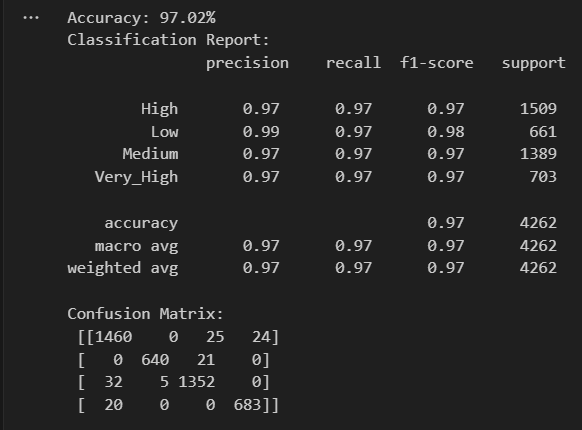 ... Accuracy: 97.02%
Classification Report:
precision recall f1-score support
High 0.97 0.97 0.97 1509
Low 0.99 0.97 0.98 661
Medium 0.97 0.97 0.97 1389
Very_High 0.97 0.97 0.97 703
accuracy 0.97 4262
macro avg 0.97 0.97 0.97 4262
weighted avg 0.97 0.97 0.97 4262
Confusion Matrix:
[[1460 0 25 24]
[ 0 640 21 0]
[ 32 5 1352 0]
[ 20 0 0 683]]